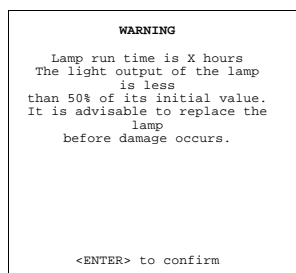 WARNING
Lamp run time is X hours
The light output of the lamp
is less
than 50% of its initial value.
It is advisable to replace the
lamp
before damage occurs.
<ENTER> to confirm